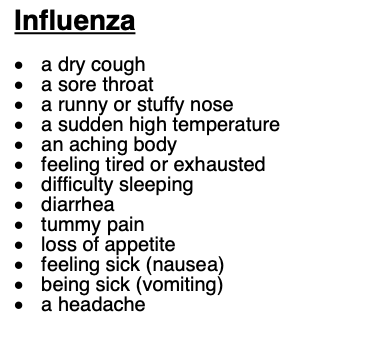 Influenza
• a dry cough
• a sore throat
• a runny or stuffy nose
• a sudden high temperature
• an aching body
• feeling tired or exhausted
• difficulty sleeping
• diarrhea
• tummy pain
• loss of appetite
• feeling sick (nausea)
• being sick (vomiting)
• a headache